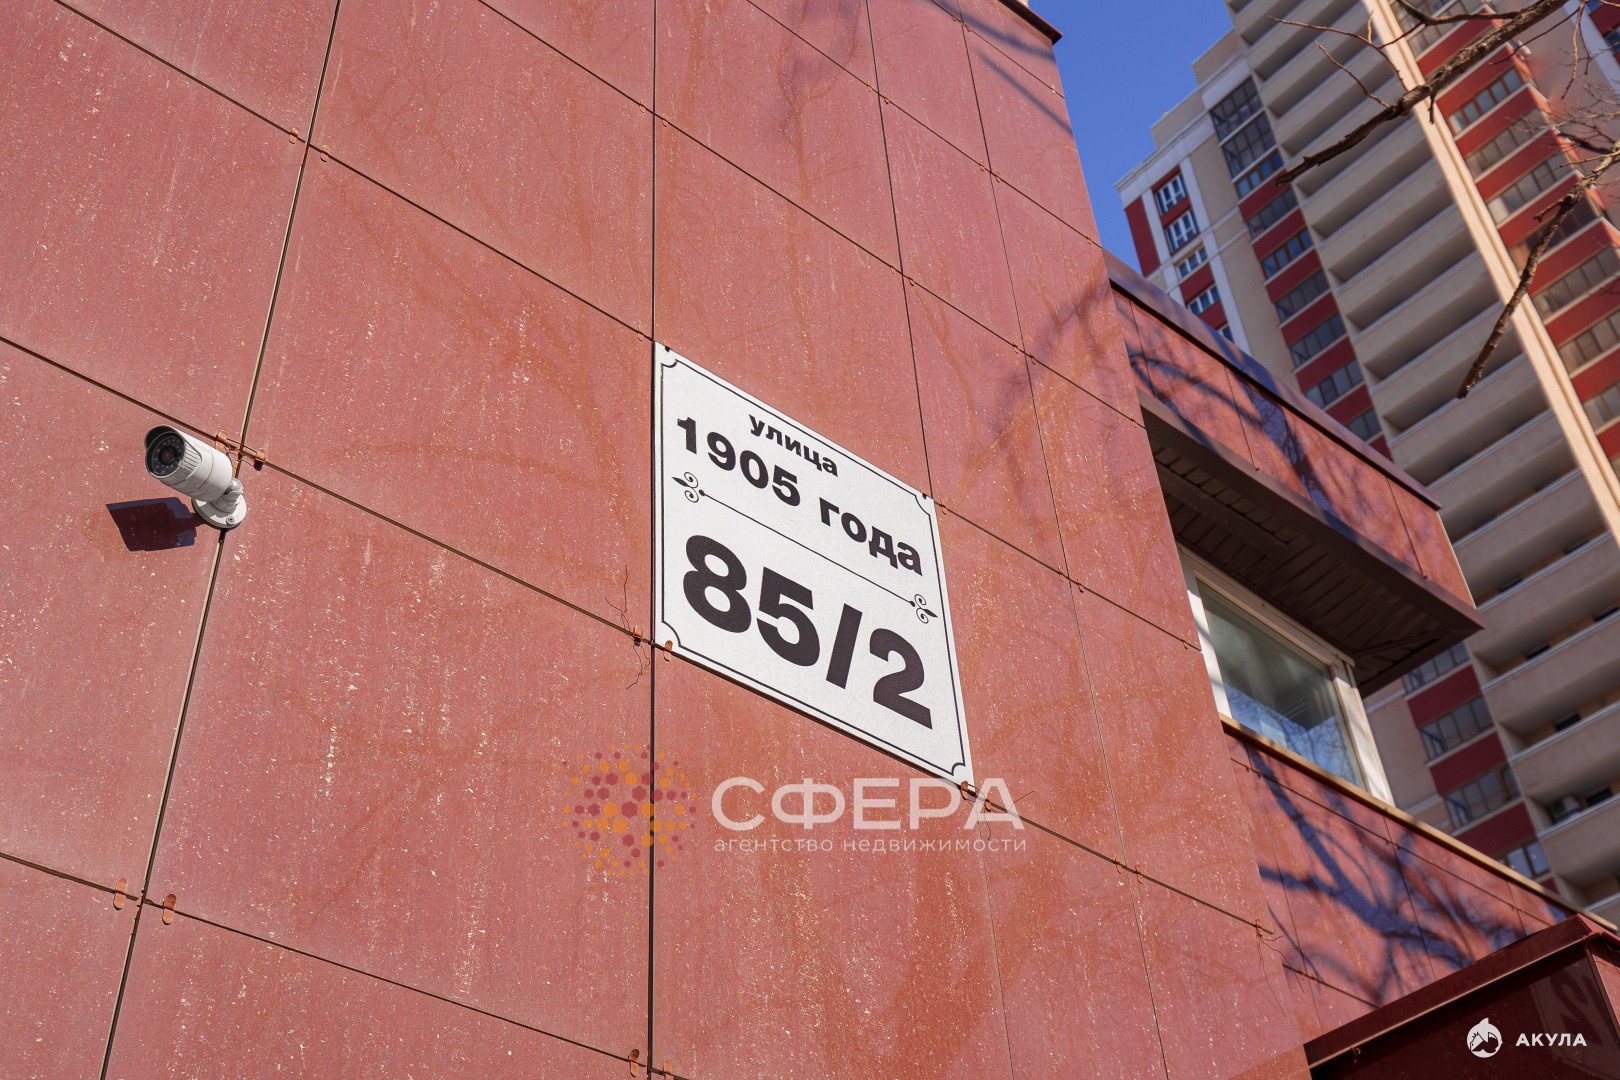 улица
1905 года
85/2
СФЕРА
агентство недвижимости
АКУЛА